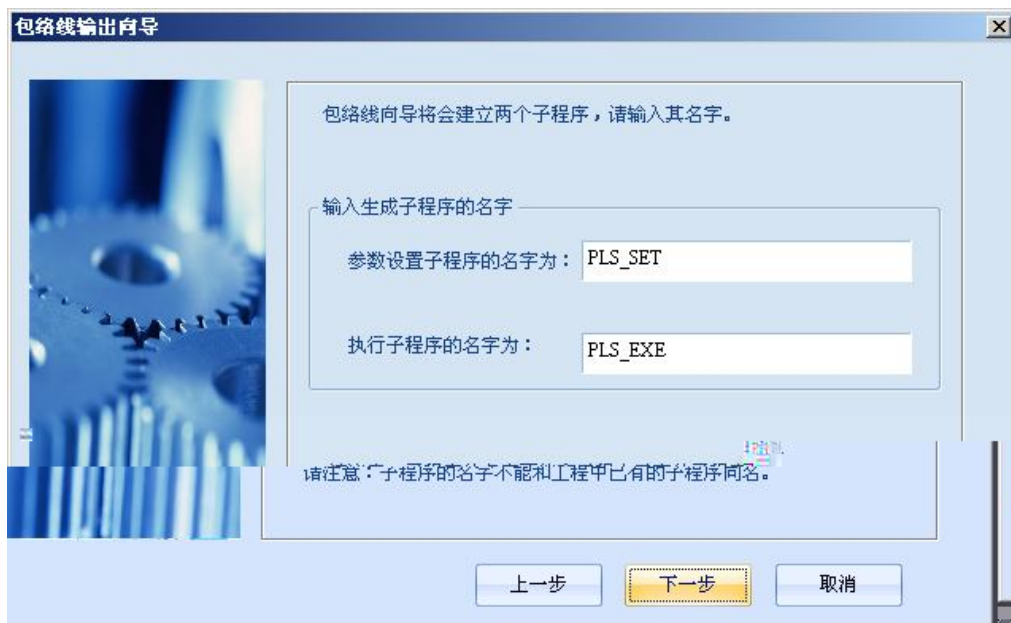 包络线输出向导
包络线向导将会建立两个子程序,请输入其名字。
输入生成子程序的名字
参数设置子程序的名字为: PLS_SET
执行子程序的名字为: PLS_EXE
请注意:子程序的名字不能和工程中已有的子程序同名。
上一步 下一步 取消